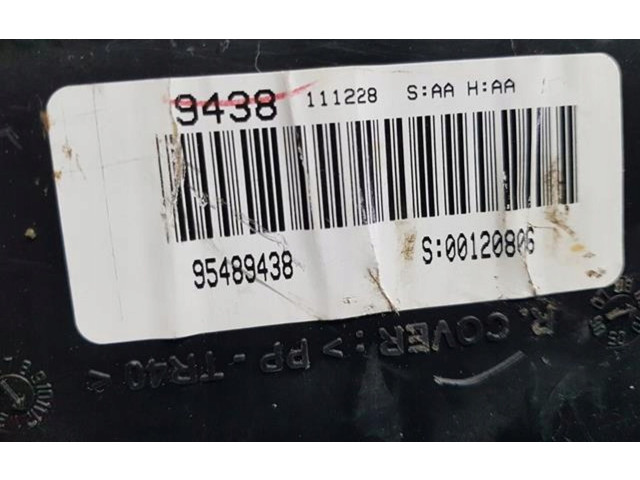 9438 111228 S:AA H:AA
95489438 S:00120806
R. COVER: >PP-TR40<